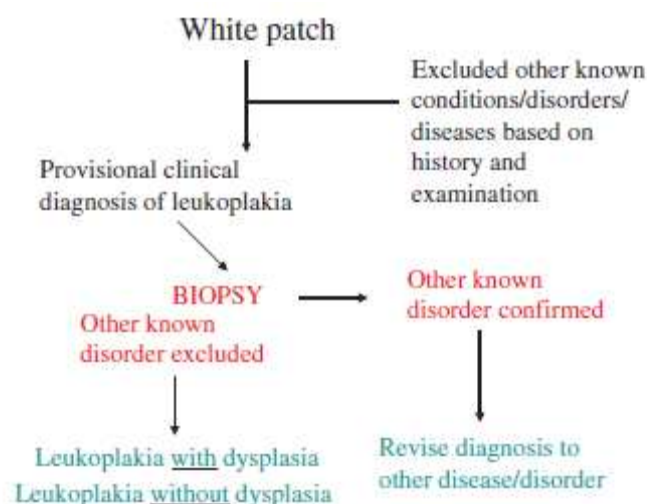 White patch
Excluded other known
conditions/disorders/
diseases based on
history and
examination
Provisional clinical
diagnosis of leukoplakia
BIOPSY
Other known
disorder excluded
Other known
disorder confirmed
Leukoplakia with dysplasia
Leukoplakia without dysplasia
Revise diagnosis to
other disease/disorder